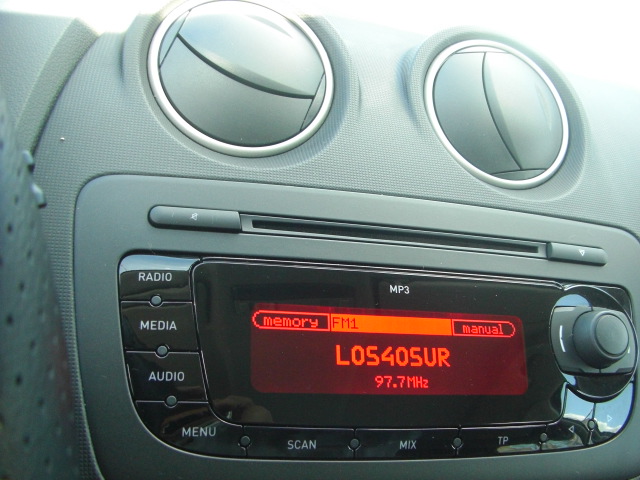 RADIO
MP3
MEDIA
memory FM1 manual
LOS40SUR
97.7MHz
AUDIO
MENU SCAN MIX TP